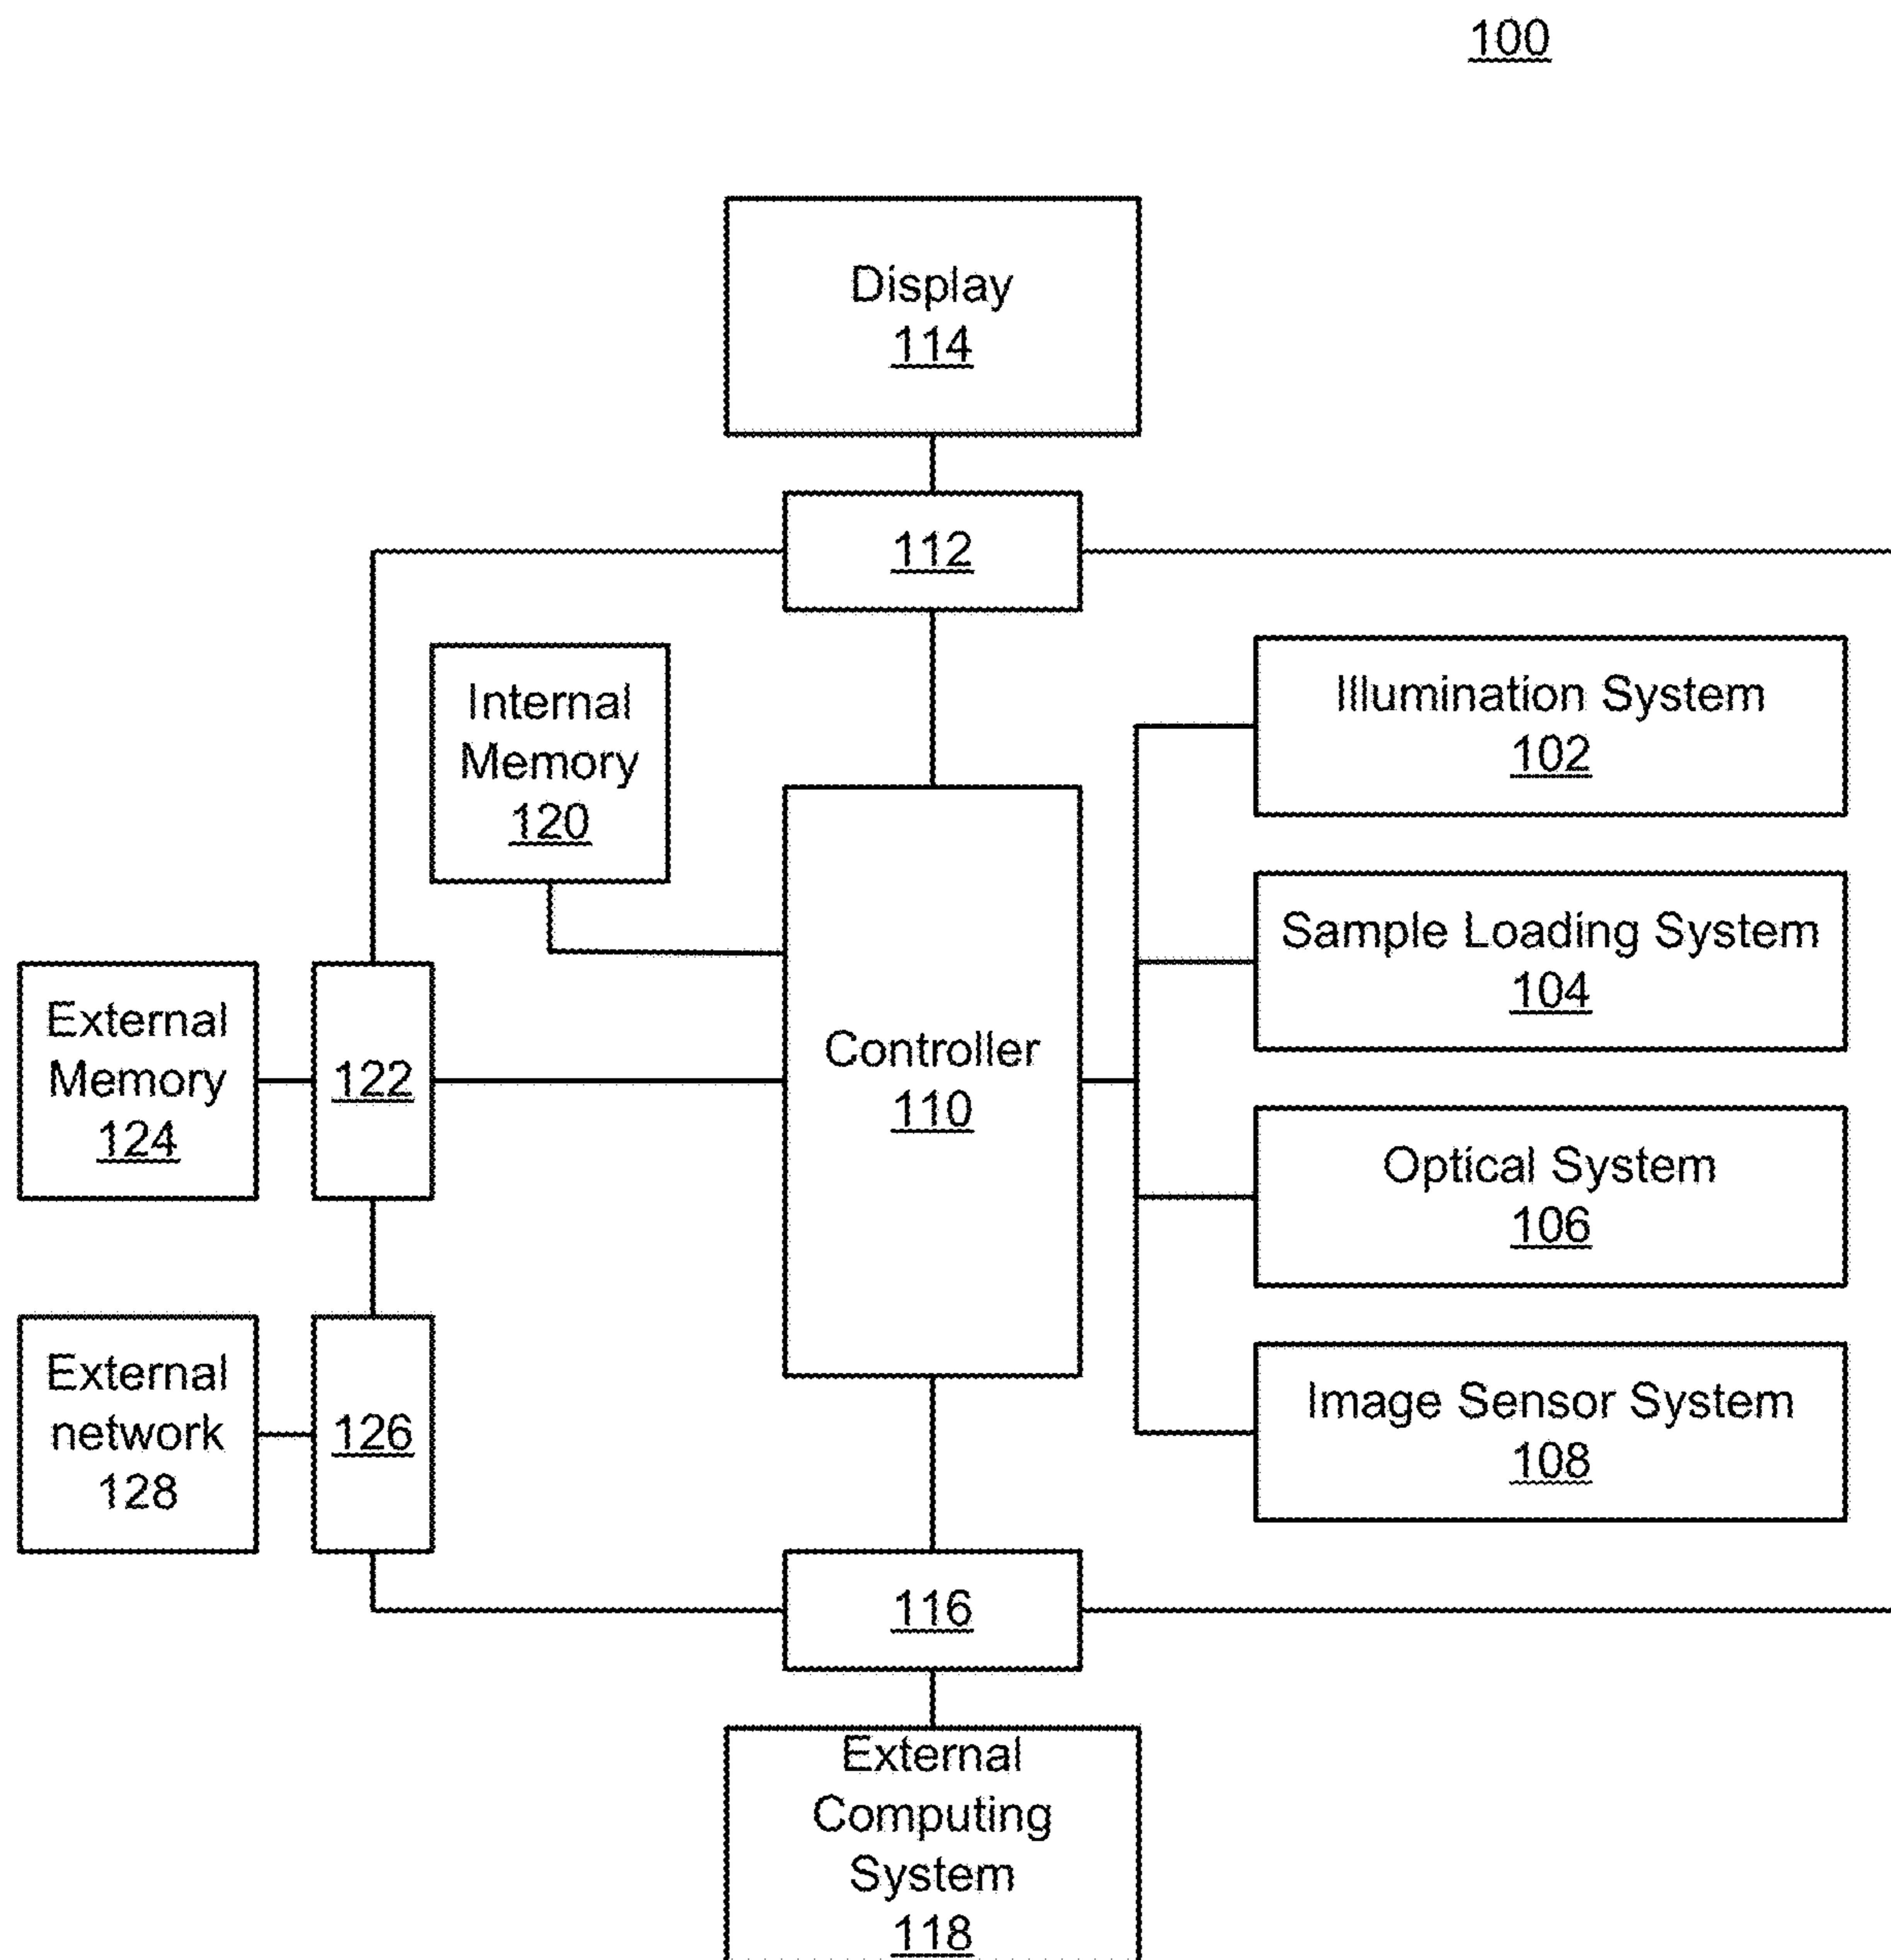 100
Display
114
112
Internal
Memory
120
Illumination System
102
Sample Loading System
104
External
Memory
124
122
Controller
110
Optical System
106
External
network
128
126
Image Sensor System
108
116
External
Computing
System
118